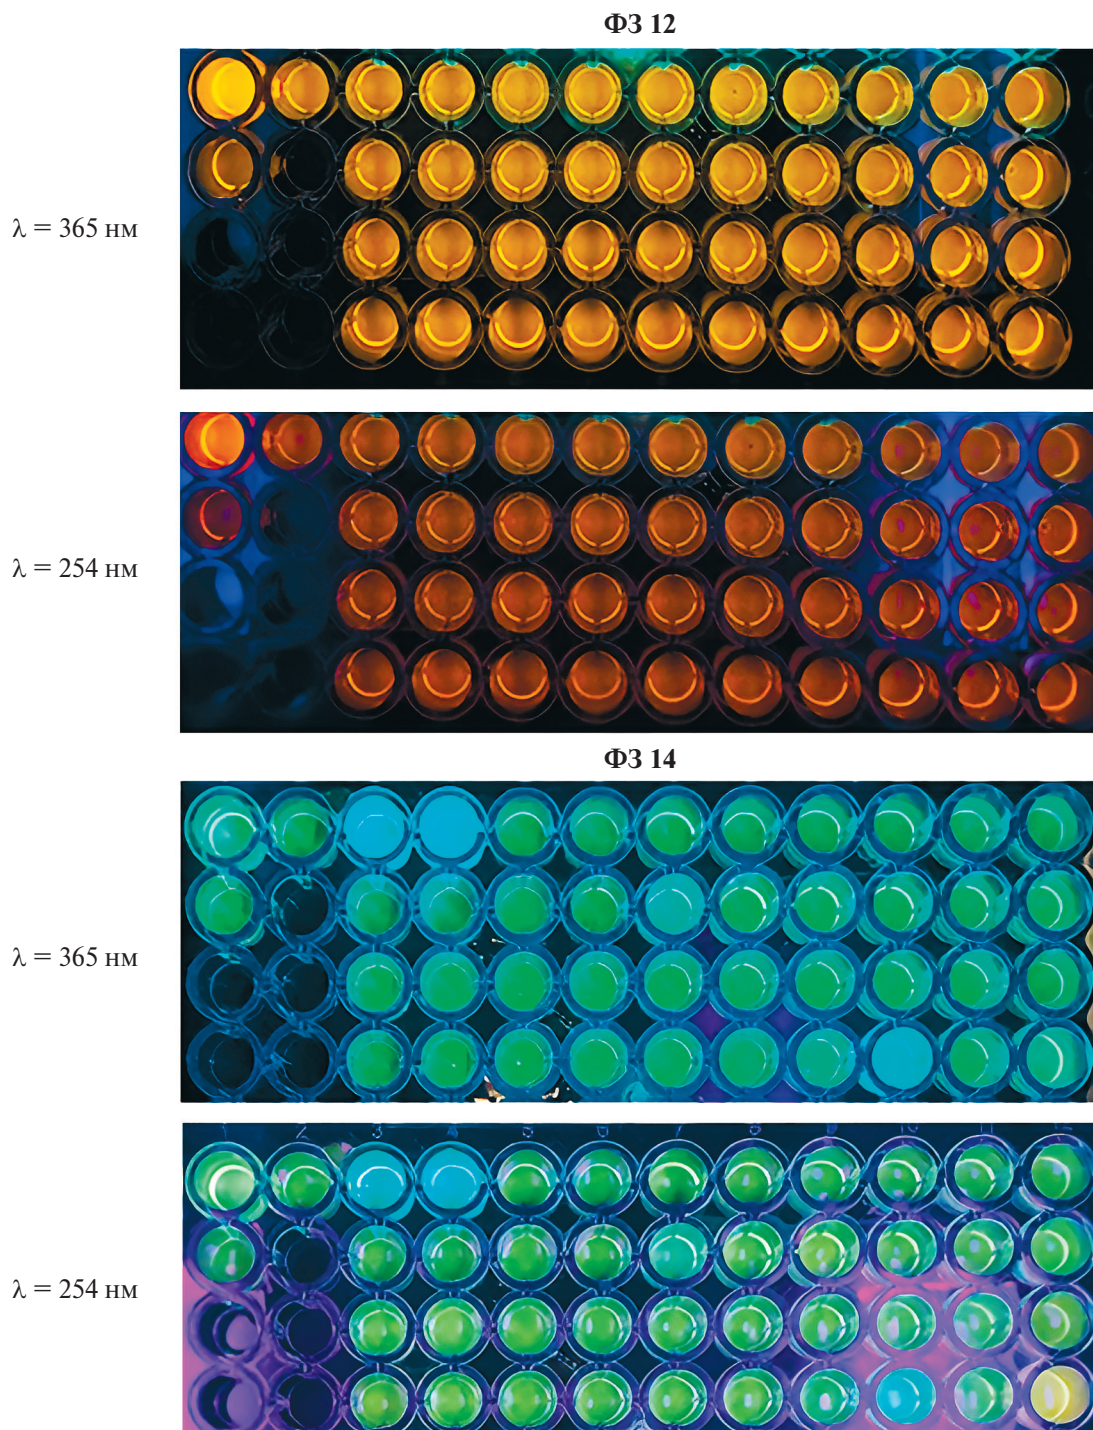 ФЗ 12
λ = 365 нм
λ = 254 нм
ФЗ 14
λ = 365 нм
λ = 254 нм